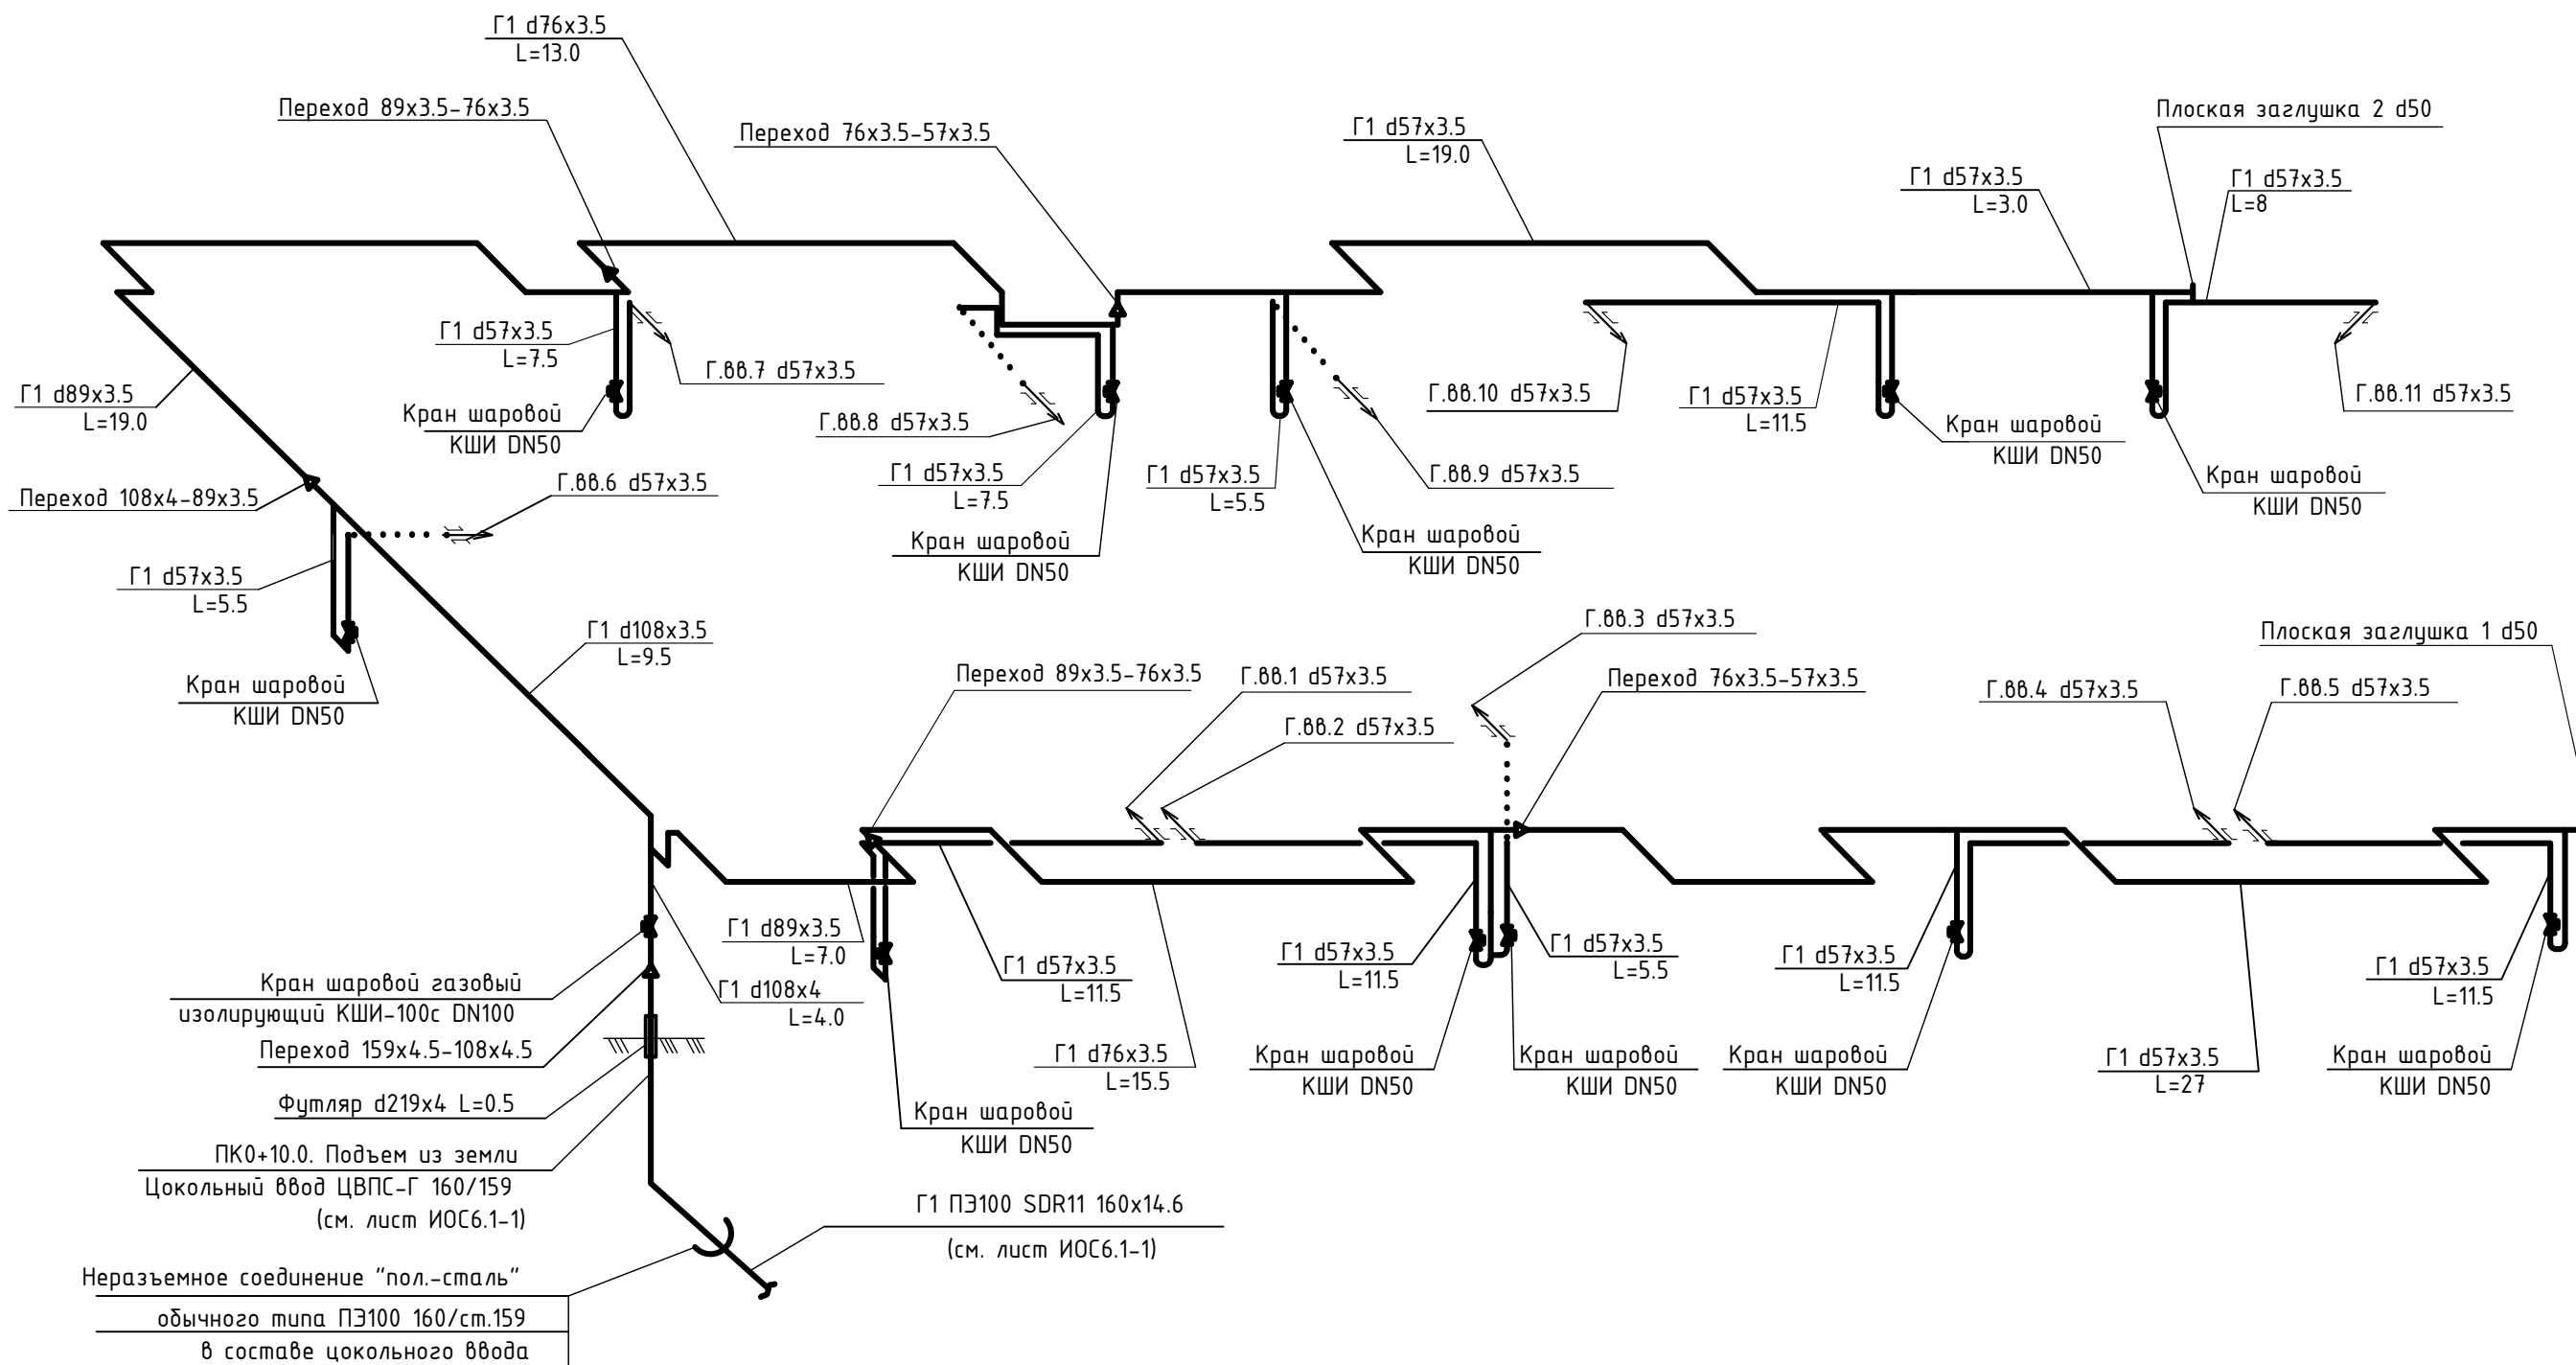 Г1 d76x3.5
L=13.0
Переход 89x3.5-76x3.5
Переход 76x3.5-57x3.5
Г1 d57x3.5
L=19.0
Плоская заглушка 2 d50
Г1 d57x3.5
L=3.0
Г1 d57x3.5
L=8
Г1 d57x3.5
L=7.5
Г.вв.7 d57x3.5
Г1 d89x3.5
L=19.0
Кран шаровой
КШИ DN50
Г.вв.8 d57x3.5
Г1 d57x3.5
L=7.5
Кран шаровой
КШИ DN50
Г1 d57x3.5
L=5.5
Г.вв.9 d57x3.5
Кран шаровой
КШИ DN50
Г.вв.10 d57x3.5
Г1 d57x3.5
L=11.5
Кран шаровой
КШИ DN50
Г.вв.11 d57x3.5
Кран шаровой
КШИ DN50
Переход 108x4-89x3.5
Г.вв.6 d57x3.5
Г1 d57x3.5
L=5.5
Кран шаровой
КШИ DN50
Г1 d108x3.5
L=9.5
Переход 89x3.5-76x3.5
Г.вв.1 d57x3.5
Г.вв.2 d57x3.5
Г.вв.3 d57x3.5
Переход 76x3.5-57x3.5
Г.вв.4 d57x3.5
Г.вв.5 d57x3.5
Плоская заглушка 1 d50
Г1 d89x3.5
L=7.0
Г1 d108x4
L=4.0
Г1 d57x3.5
L=11.5
Г1 d76x3.5
L=15.5
Кран шаровой
КШИ DN50
Г1 d57x3.5
L=11.5
Кран шаровой
КШИ DN50
Г1 d57x3.5
L=5.5
Кран шаровой
КШИ DN50
Г1 d57x3.5
L=11.5
Кран шаровой
КШИ DN50
Г1 d57x3.5
L=27
Г1 d57x3.5
L=11.5
Кран шаровой
КШИ DN50
Кран шаровой газовый
изолирующий КШИ-100с DN100
Переход 159x4.5-108x4.5
Футляр d219x4 L=0.5
ПК0+10.0. Подъем из земли
Цокольный ввод ЦВПС-Г 160/159
(см. лист ИОС6.1-1)
Г1 ПЭ100 SDR11 160x14.6
(см. лист ИОС6.1-1)
Неразъемное соединение "пол.-сталь"
обычного типа ПЭ100 160/ст.159
в составе цокольного ввода